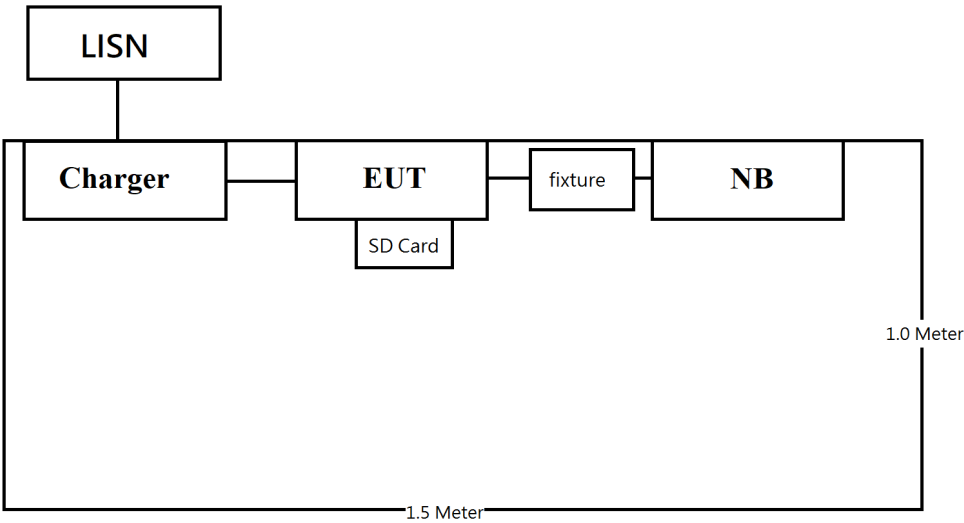 LISN
Charger
EUT
fixture
NB
SD Card
1.0 Meter
1.5 Meter